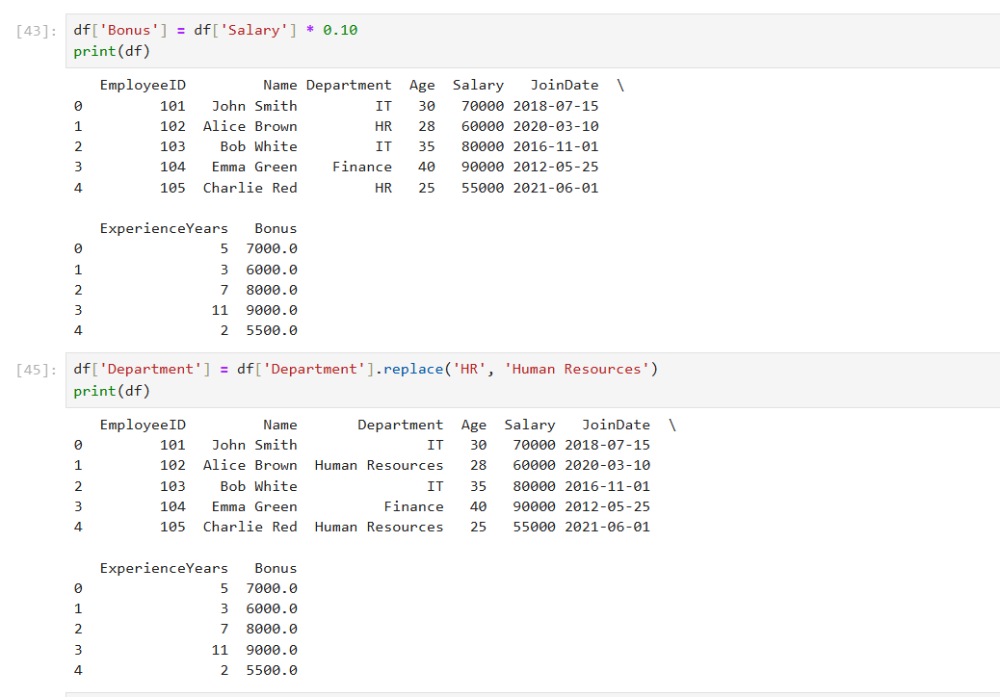 [43]: df['Bonus'] = df['Salary'] * 0.10
print(df)
EmployeeID Name Department Age Salary JoinDate \
0 101 John Smith IT 30 70000 2018-07-15
1 102 Alice Brown HR 28 60000 2020-03-10
2 103 Bob White IT 35 80000 2016-11-01
3 104 Emma Green Finance 40 90000 2012-05-25
4 105 Charlie Red HR 25 55000 2021-06-01
ExperienceYears Bonus
0 5 7000.0
1 3 6000.0
2 7 8000.0
3 11 9000.0
4 2 5500.0
[45]: df['Department'] = df['Department'].replace('HR', 'Human Resources')
print(df)
EmployeeID Name Department Age Salary JoinDate \
0 101 John Smith IT 30 70000 2018-07-15
1 102 Alice Brown Human Resources 28 60000 2020-03-10
2 103 Bob White IT 35 80000 2016-11-01
3 104 Emma Green Finance 40 90000 2012-05-25
4 105 Charlie Red Human Resources 25 55000 2021-06-01
ExperienceYears Bonus
0 5 7000.0
1 3 6000.0
2 7 8000.0
3 11 9000.0
4 2 5500.0